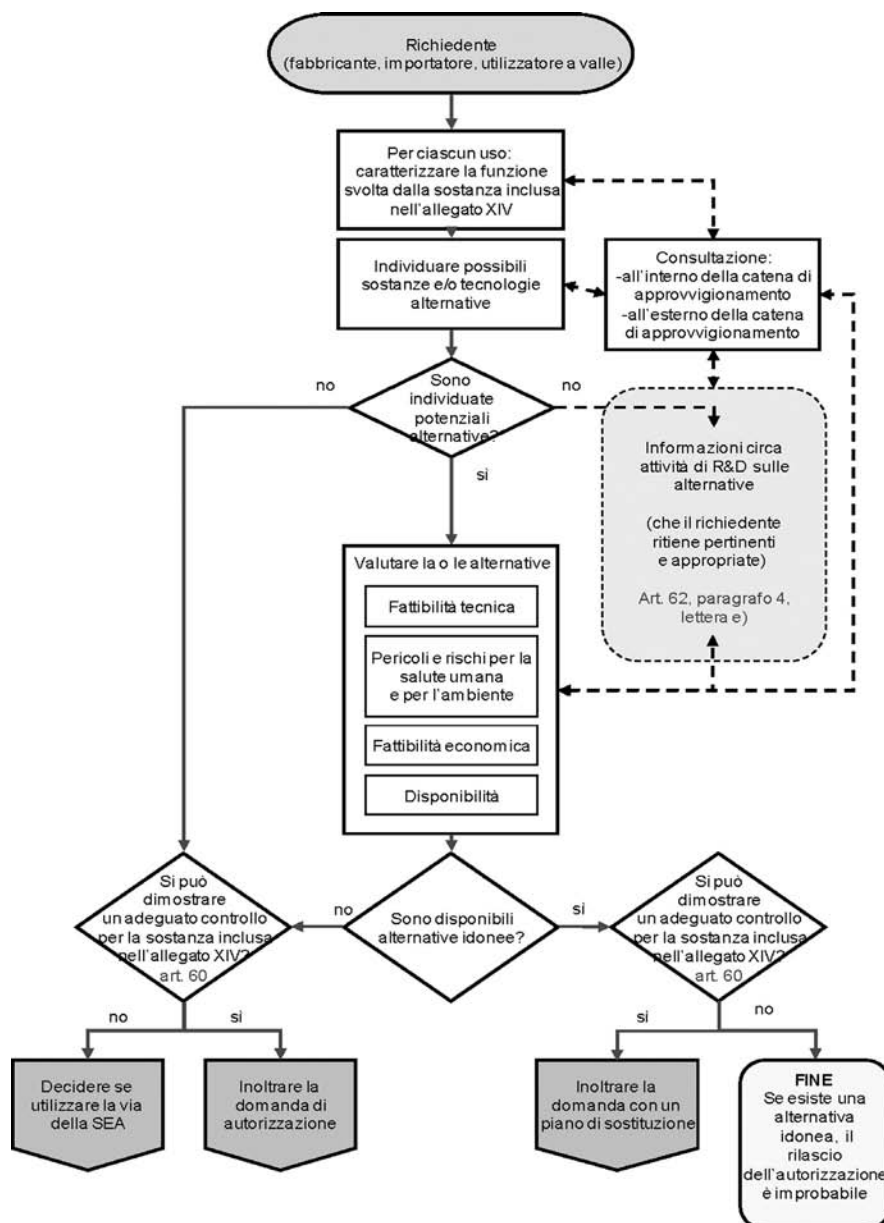 Richiedente
(fabbricante, importatore, utilizzatore a valle)
Per ciascun uso:
caratterizzare la funzione
svolta dalla sostanza inclusa
nell'allegato XIV
Individuare possibili
sostanze e/o tecnologie
alternative
Consultazione:
-all'interno della catena di
approvvigionamento
-all'esterno della catena
di approvvigionamento
no
Sono
individuate
potenziali
alternative?
no
si
Informazioni circa
attività di R&D sulle
alternative
(che il richiedente
ritiene pertinenti
e appropriate)
Art. 62, paragrafo 4,
lettera e)
Valutare la o le alternative
Fattibilità tecnica
Pericoli e rischi per la
salute umana
e per l'ambiente
Fattibilità economica
Disponibilità
Si può
dimostrare
un adeguato controllo
per la sostanza inclusa
nell'allegato XIV?
art. 60
no
Sono disponibili
alternative idonee?
si
Si può
dimostrare
un adeguato controllo
per la sostanza inclusa
nell'allegato XIV?
art. 60
no
si
si
no
Decidere se
utilizzare la via
della SEA
Inoltrare la
domanda di
autorizzazione
Inoltrare la
domanda con un
piano di sostituzione
FINE
Se esiste una
alternativa
idonea, il
rilascio
dell'autorizzazione
è improbabile